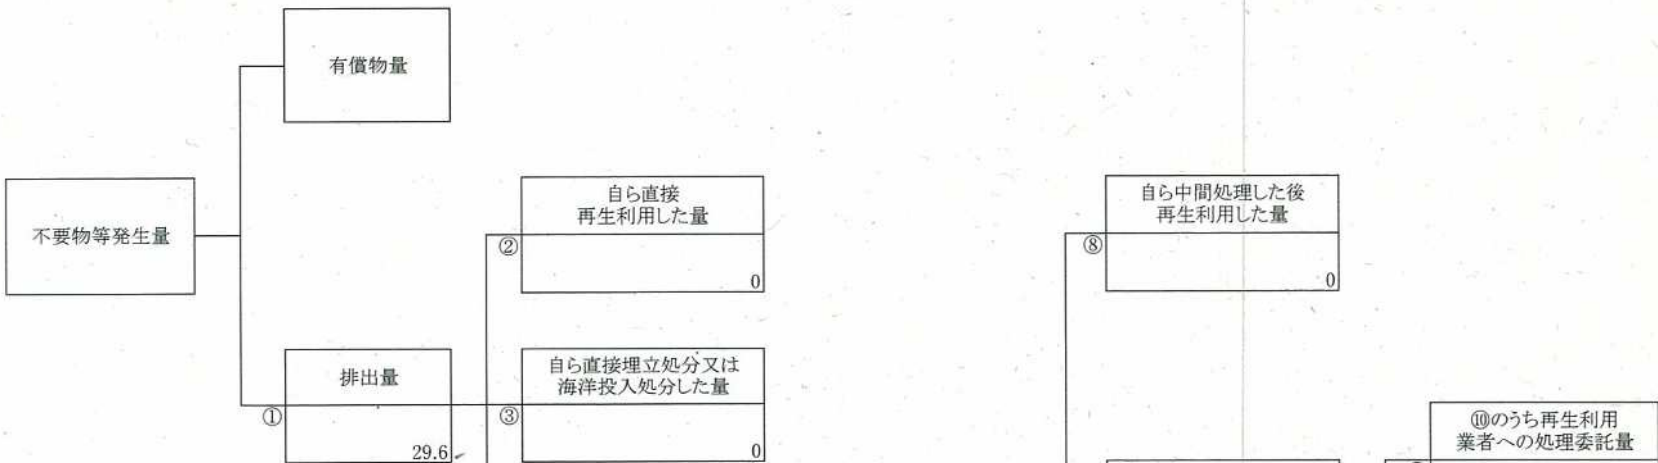 有償物量
不要物等発生量
自ら直接
再生利用した量
②
0
自ら中間処理した後
再生利用した量
⑧
0
排出量
①
29.6
自ら直接埋立処分又は
海洋投入処分した量
③
0
⑩のうち再生利用
業者への処理委託量